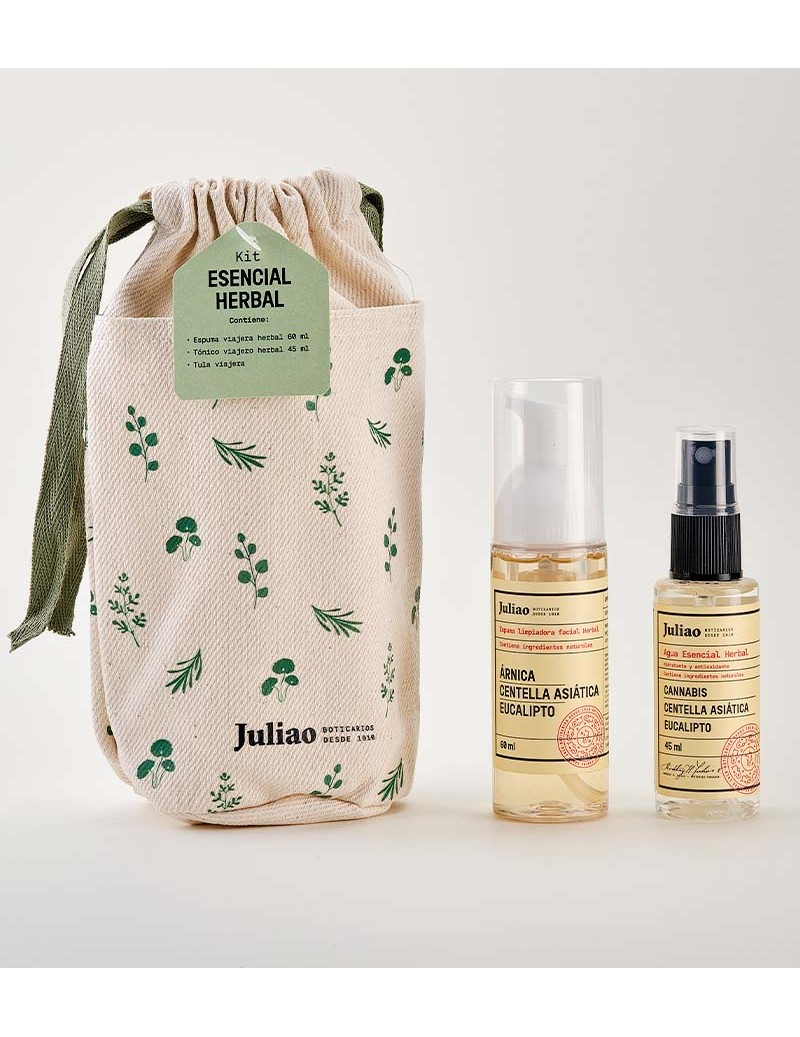 Kit
ESENCIAL
HERBAL
Contiene:
· Espuma viajera herbal 60 ml
· Tónico viajero herbal 45 ml
· Tula viajera
Juliao BOTICARIOS
DESDE 1910
Juliao BOTICARIOS
DESDE 1910
Espuma limpiadora facial Herbal
Contiene ingredientes naturales
ÁRNICA
CENTELLA ASIÁTICA
EUCALIPTO
60 ml
Juliao BOTICARIOS
DESDE 1910
Agua Esencial Herbal
Hidratante y antioxidante
Contiene ingredientes naturales
CANNABIS
CENTELLA ASIÁTICA
EUCALIPTO
45 ml